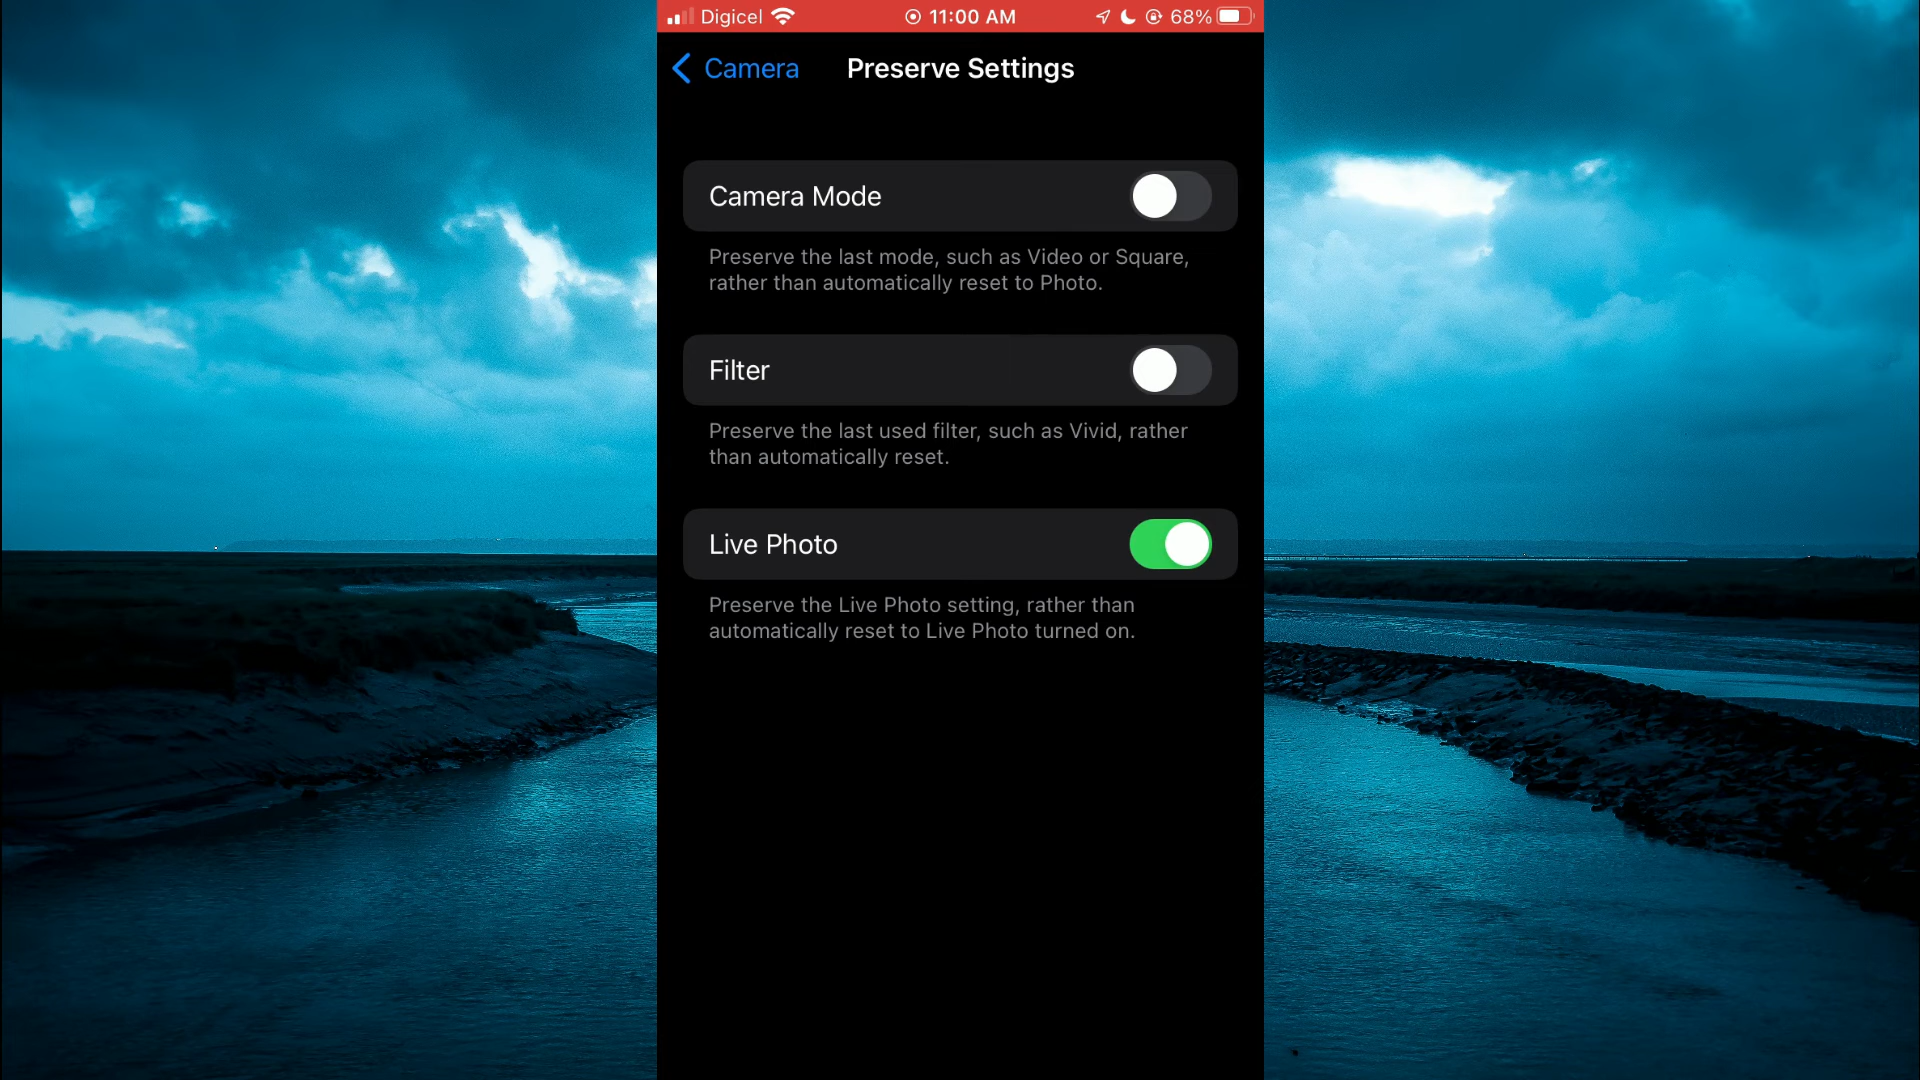 Digicel 11:00 AM 68%
Camera Preserve Settings
Camera Mode
Preserve the last mode, such as Video or Square,
rather than automatically reset to Photo.
Filter
Preserve the last used filter, such as Vivid, rather
than automatically reset.
Live Photo
Preserve the Live Photo setting, rather than
automatically reset to Live Photo turned on.